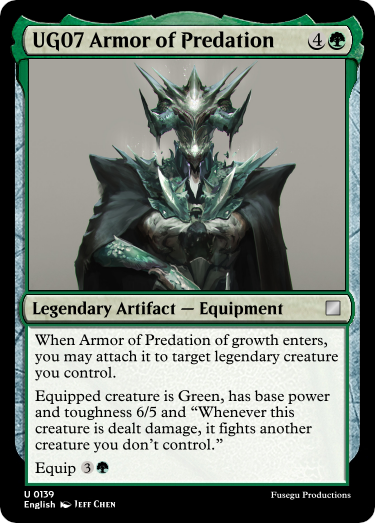 UG07 Armor of Predation 4
Legendary Artifact — Equipment
When Armor of Predation of growth enters,
you may attach it to target legendary creature
you control.
Equipped creature is Green, has base power
and toughness 6/5 and “Whenever this
creature is dealt damage, it fights another
creature you don’t control.”
Equip 3
U 0139
English Jeff Chen
Fusegu Productions